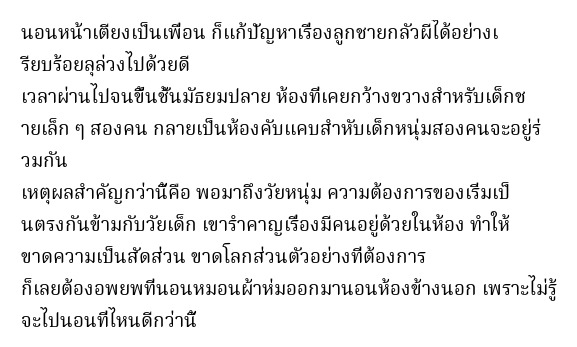 นอนหน้าเตียงเป็นเพื่อน ก็แก้ปัญหาเรื่องลูกชายกลัวผีได้อย่างเ
รียบร้อยลุล่วงไปด้วยดี
เวลาผ่านไปจนขึ้นชั้นมัธยมปลาย ห้องที่เคยกว้างขวางสำหรับเด็กช
ายเล็ก ๆ สองคน กลายเป็นห้องคับแคบสำหับเด็กหนุ่มสองคนจะอยู่ร่
วมกัน
เหตุผลสำคัญกว่านั้คือ พอมาถึงวัยหนุ่ม ความต้องการของเริ่มเป็
นตรงกันข้ามกับวัยเด็ก เขารำคาญเรื่องมีคนอยู่ด้วยในห้อง ทำให้
ขาดความเป็นสัดส่วน ขาดโลกส่วนตัวอย่างที่ต้องการ
ก็เลยต้องอพยพที่นอนหมอนผ้าห่มออกมานอนห้องข้างนอก เพราะไม่รู้
จะไปนอนที่ไหนดีกว่านี้